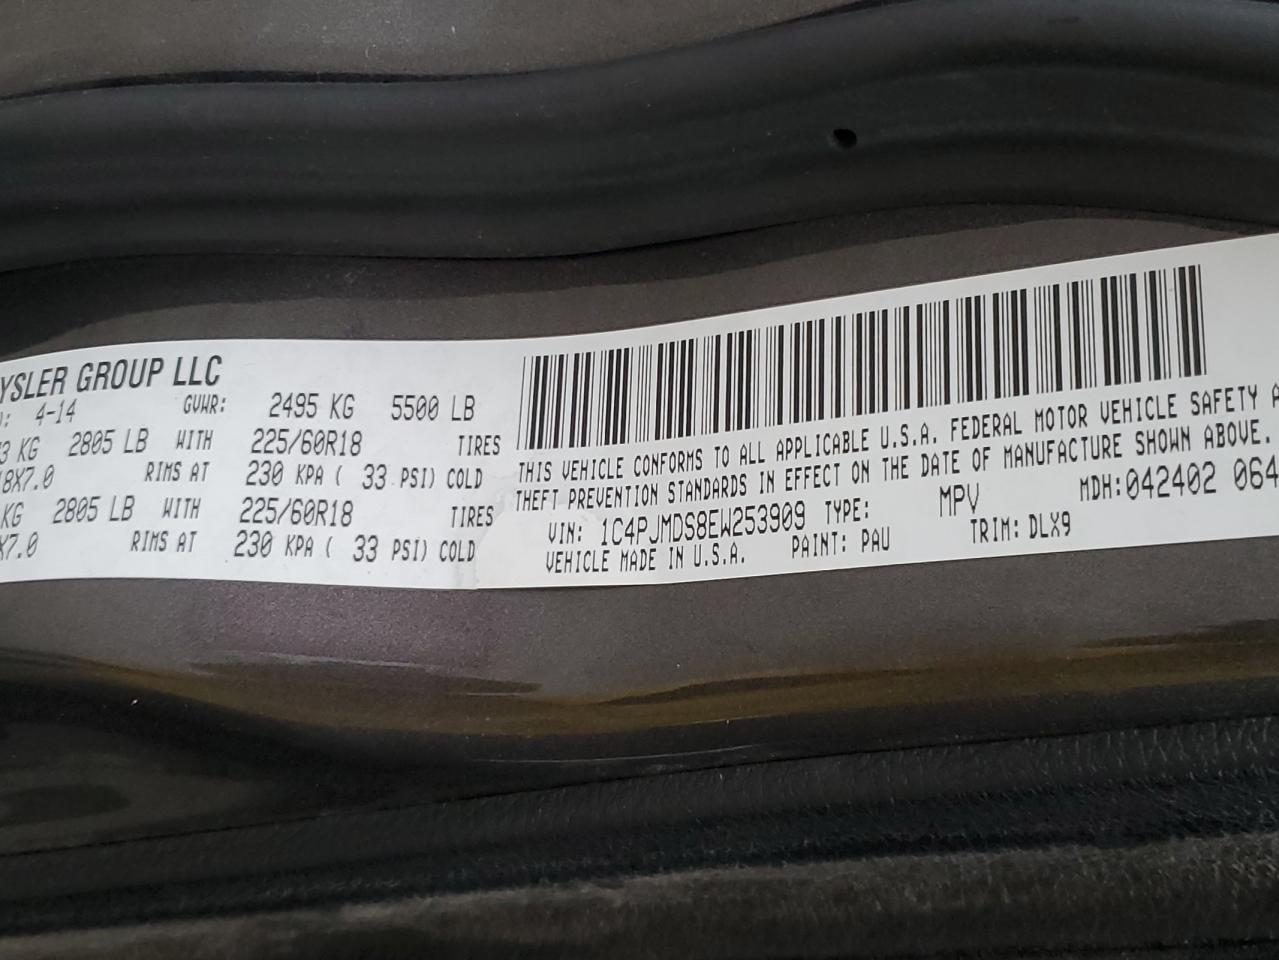 YSLER GROUP LLC
: 4-14 GVWR: 2495 KG 5500 LB
3 KG 2805 LB WITH 225/60R18 TIRES
8X7.0 RIMS AT 230 KPA ( 33 PSI) COLD
KG 2805 LB WITH 225/60R18 TIRES
X7.0 RIMS AT 230 KPA ( 33 PSI) COLD
THIS VEHICLE CONFORMS TO ALL APPLICABLE U.S.A. FEDERAL MOTOR VEHICLE SAFETY A
THEFT PREVENTION STANDARDS IN EFFECT ON THE DATE OF MANUFACTURE SHOWN ABOVE.
VIN: 1C4PJMDS8EW253909 TYPE: MPV MDH:042402 064
VEHICLE MADE IN U.S.A. PAINT: PAU TRIM: DLX9